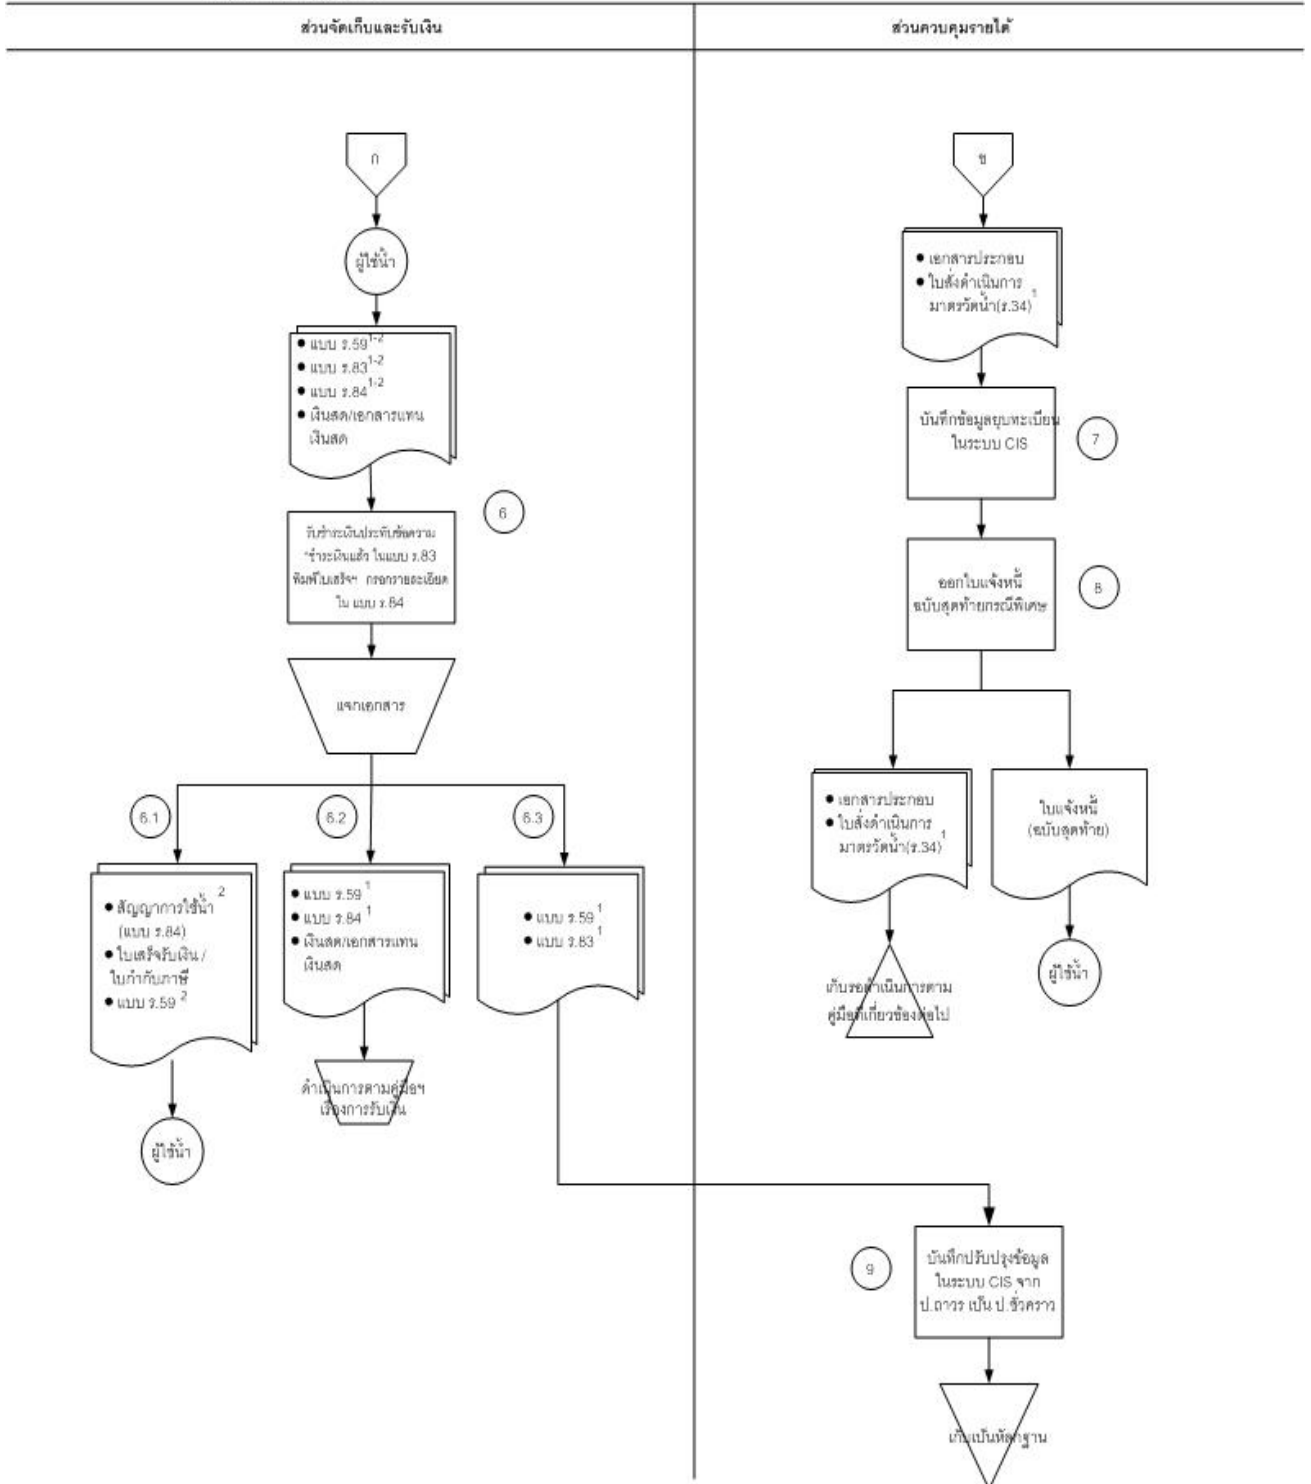 ส่วนจัดเก็บและรับเงิน
ส่วนควบคุมรายได้
ก
ผู้ใช้น้ำ
● แบบ ร.59 1-2
● แบบ ร.83 1-2
● แบบ ร.84 1-2
● เงินสด/เอกสารแทน
เงินสด
6
รับชำระเงินประทับข้อความ
"ชำระเงินแล้ว ในแบบ ร.83
พิมพ์ใบเสร็จฯ กรอกรายละเอียด
ใน แบบ ร.84
แจกเอกสาร
6.1
6.2
6.3
● สัญญาการใช้น้ำ 2
(แบบ ร.84)
● ใบเสร็จรับเงิน /
ใบกำกับภาษี
● แบบ ร.59 2
ผู้ใช้น้ำ
● แบบ ร.59 1
● แบบ ร.84 1
● เงินสด/เอกสารแทน
เงินสด
ดำเนินการตามคู่มือฯ
เรื่องการรับเงิน
● แบบ ร.59 1
● แบบ ร.83 1
ข
● เอกสารประกอบ
● ใบสั่งดำเนินการ
มาตรวัดน้ำ(ร.34) 1
บันทึกข้อมูลยุบทะเบียน
ในระบบ CIS
7
ออกใบแจ้งหนี้
ฉบับสุดท้ายกรณีพิเศษ
8
● เอกสารประกอบ
● ใบสั่งดำเนินการ
มาตรวัดน้ำ(ร.34) 1
เก็บรอดำเนินการตาม
คู่มือที่เกี่ยวข้องต่อไป
ใบแจ้งหนี้
(ฉบับสุดท้าย)
ผู้ใช้น้ำ
9
บันทึกปรับปรุงข้อมูล
ในระบบ CIS จาก
ป.ถาวร เป็น ป.ชั่วคราว
เก็บเป็นหลักฐาน